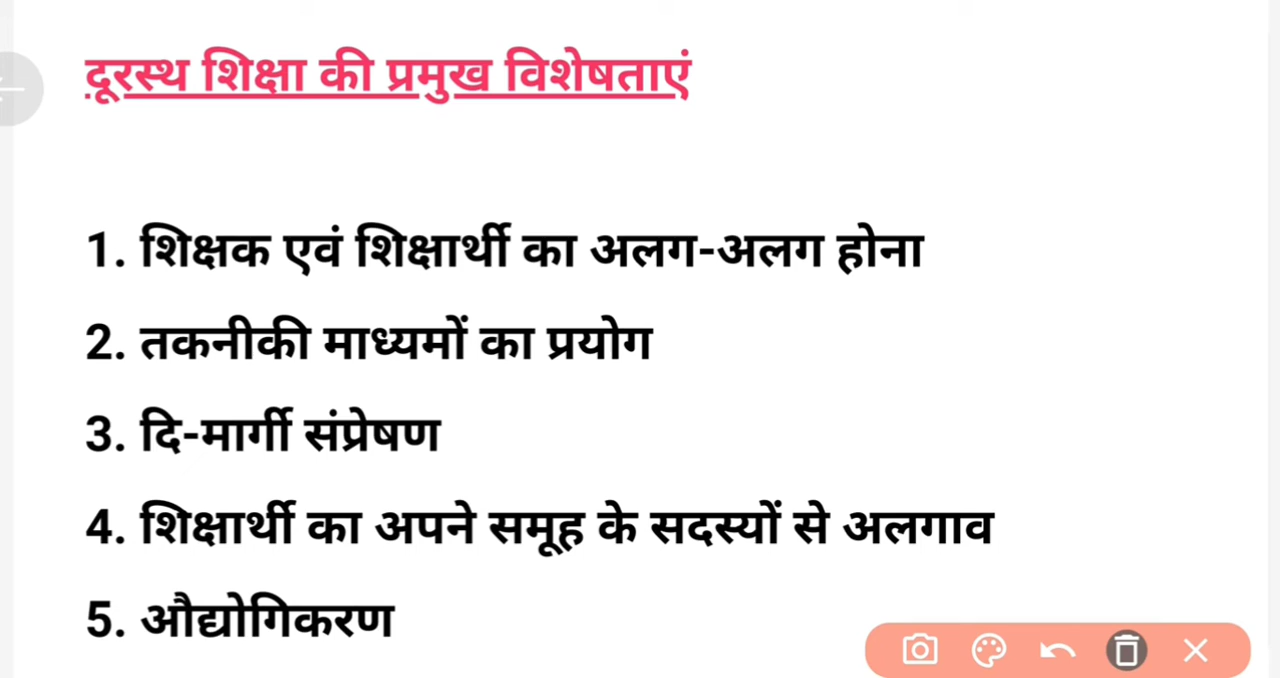 दूरस्थ शिक्षा की प्रमुख विशेषताएं
1. शिक्षक एवं शिक्षार्थी का अलग-अलग होना
2. तकनीकी माध्यमों का प्रयोग
3. दि-मार्गी संप्रेषण
4. शिक्षार्थी का अपने समूह के सदस्यों से अलगाव
5. औद्योगिकरण